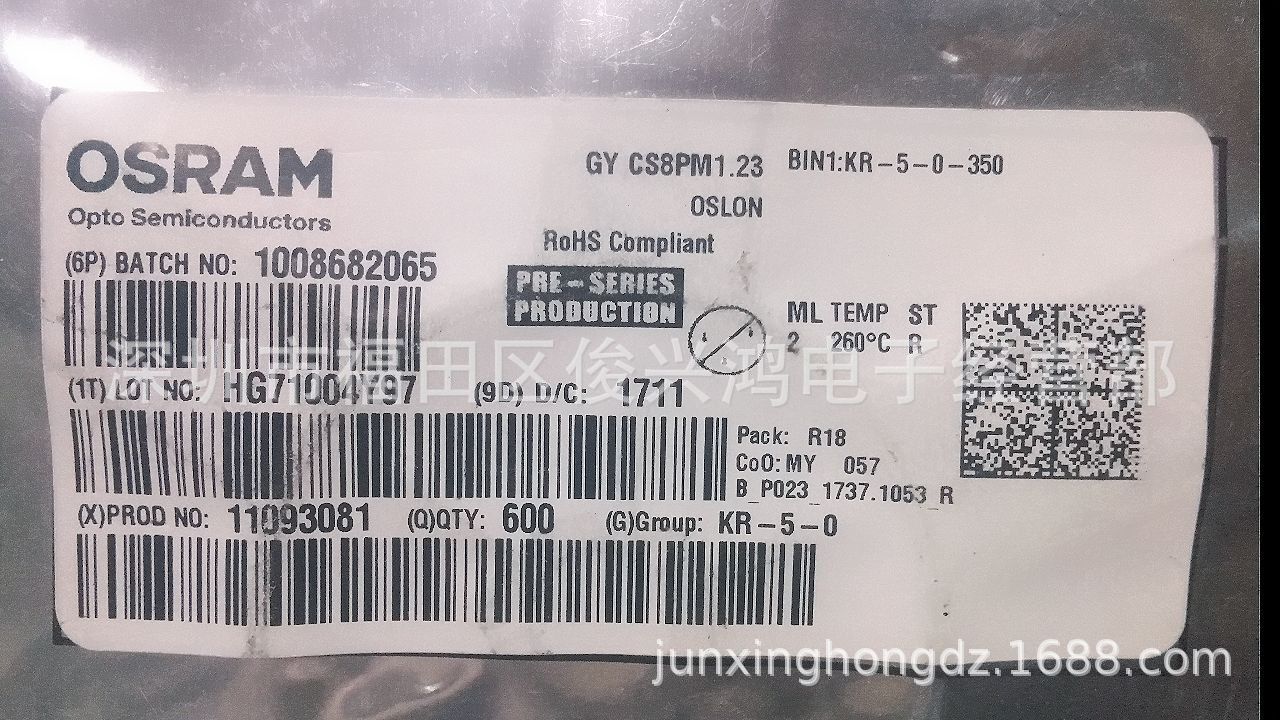 OSRAM
Opto Semiconductors
GY CS8PM1.23 BIN1:KR-5-0-350
OSLON
RoHS Compliant
PRE-SERIES
PRODUCTION
(6P) BATCH NO: 1008682065
ML TEMP ST
2 260°C R
深圳市福田区俊兴鸿电子经营部
(1T) LOT NO: HG71004Y97 (9D) D/C: 1711
Pack: R18
CoO: MY 057
B_P023_1737.1053_R
(X)PROD NO: 11093081 (Q)QTY: 600 (G)Group: KR-5-0
junxinghongdz.1688.com